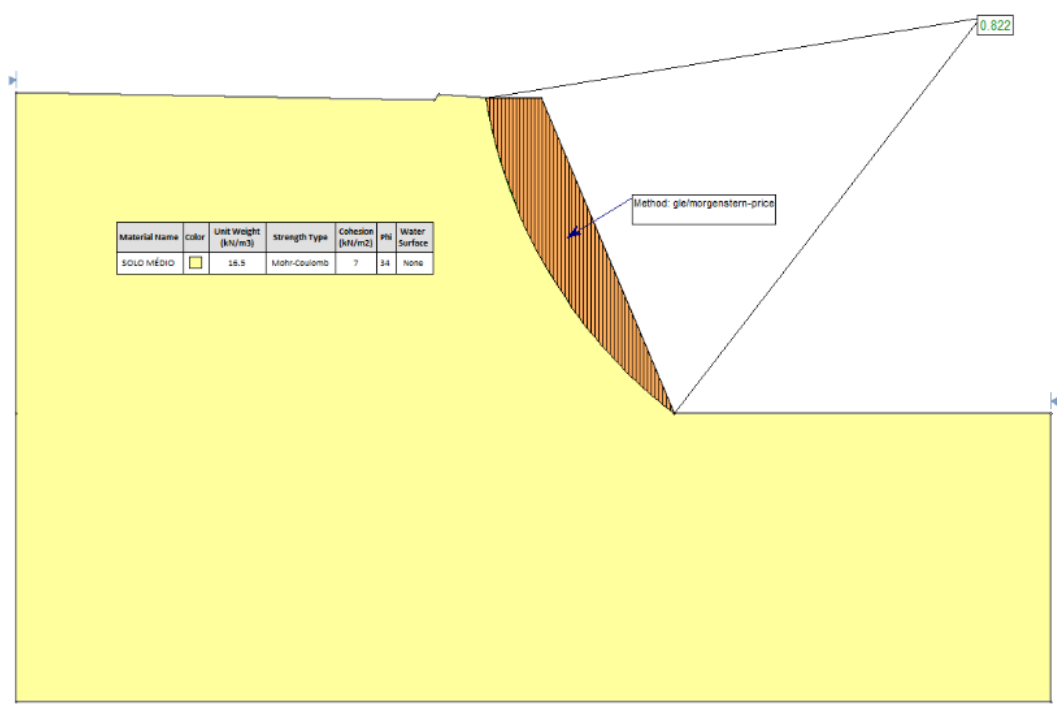 0.822
Method: gle/morgenstern-price
Material Name Color Unit Weight (kN/m3) Strength Type Cohesion (kN/m2) Phi Water Surface
SOLO MÉDIO 16.5 Mohr-Coulomb 7 34 None